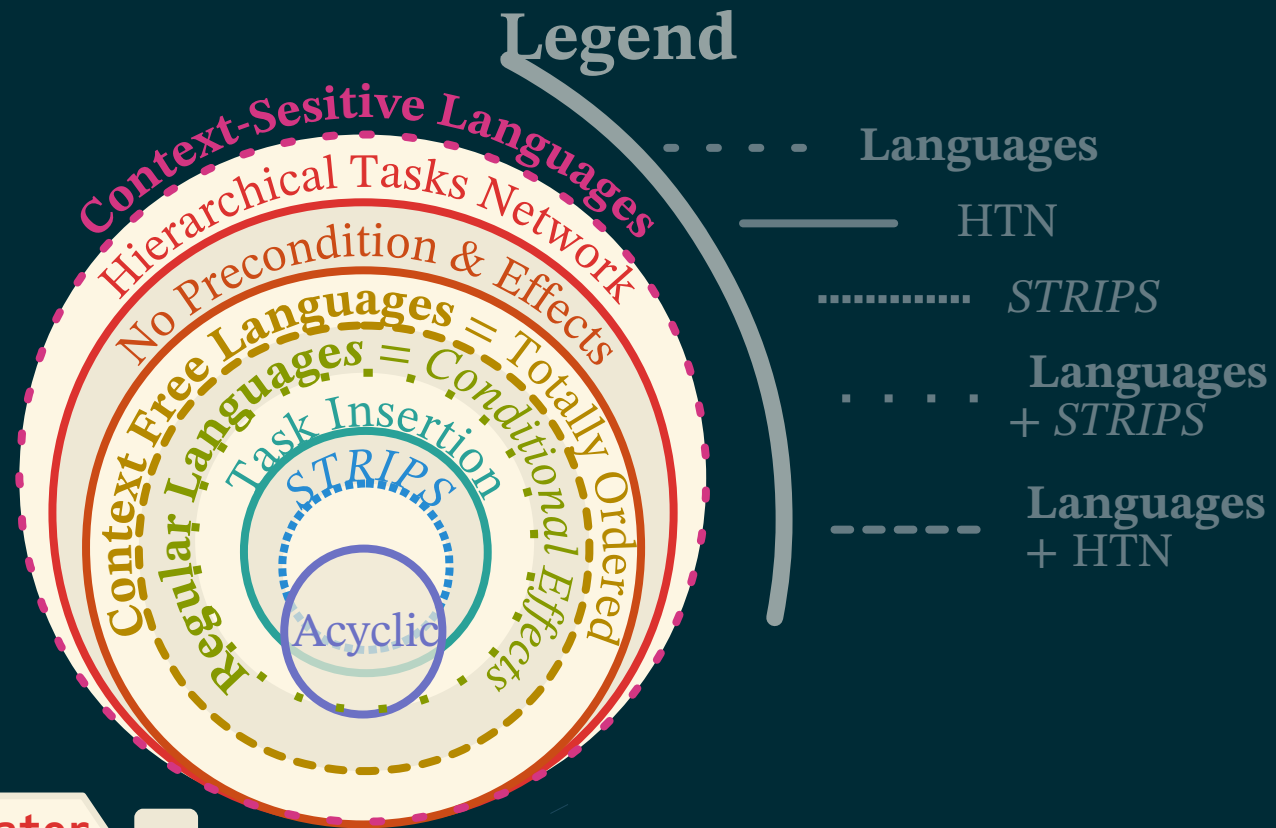 Legend
Context-Sesitive Languages
Hierarchical Tasks Network
No Precondition & Effects
Context Free Languages = Totally Ordered
Regular Languages = Conditional Effects
Task Insertion
STRIPS
Acyclic
Languages
HTN
STRIPS
Languages
+ STRIPS
Languages
+ HTN